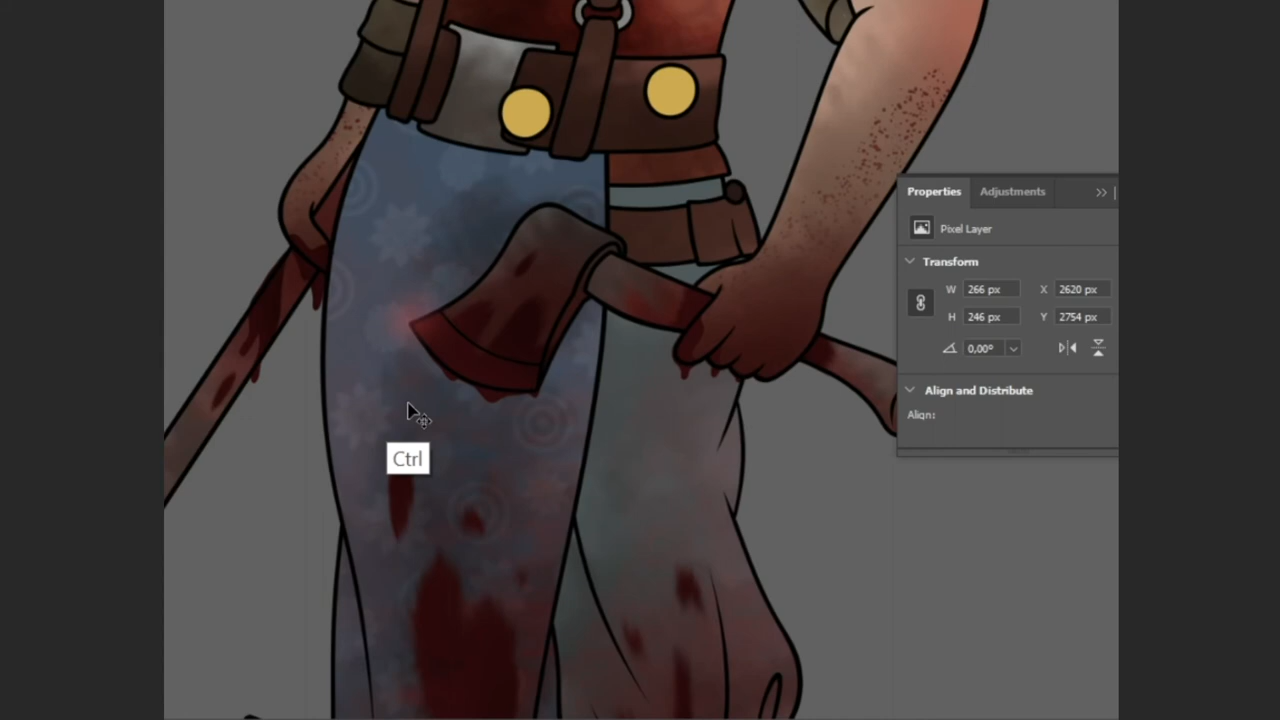 Properties Adjustments
Pixel Layer
Transform
W 266 px X 2620 px
H 246 px Y 2754 px
0,00°
Align and Distribute
Align:
Ctrl